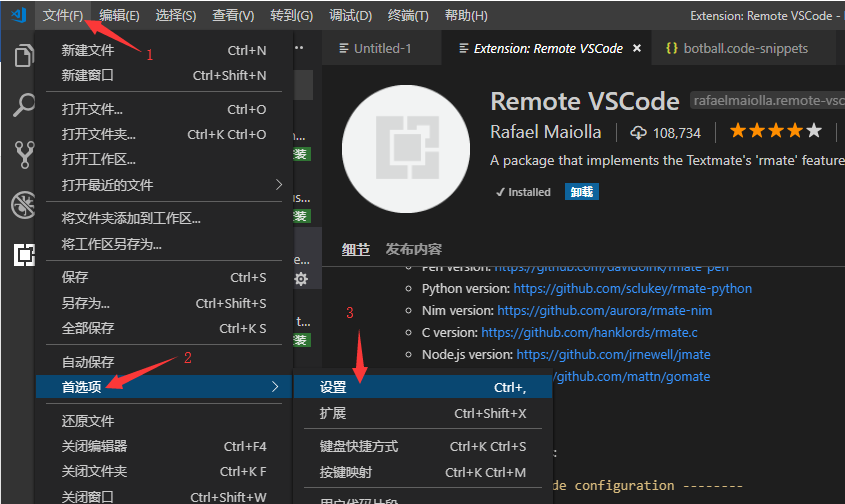 文件(F) 编辑(E) 选择(S) 查看(V) 转到(G) 调试(D) 终端(T) 帮助(H) Extension: Remote VSCode -
1
新建文件 Ctrl+N
新建窗口 Ctrl+Shift+N
打开文件... Ctrl+O
打开文件夹... Ctrl+K Ctrl+O
打开工作区...
打开最近的文件
将文件夹添加到工作区...
将工作区另存为...
保存 Ctrl+S
另存为... Ctrl+Shift+S
全部保存 Ctrl+K S
自动保存
2
首选项
还原文件
关闭编辑器 Ctrl+F4
关闭文件夹 Ctrl+K F
关闭窗口 Ctrl+Shift+W
3
设置 Ctrl+,
扩展 Ctrl+Shift+X
键盘快捷方式 Ctrl+K Ctrl+S
按键映射 Ctrl+K Ctrl+M
用户代码片段
装
装
装
Untitled-1 Extension: Remote VSCode × {} botball.code-snippets
Remote VSCode rafaelmaiolla.remote-vsc
Rafael Maiolla 108,734
A package that implements the Textmate's 'rmate' feature
Installed 卸载
细节 发布内容
Perl version: https://github.com/davidolrik/rmate-perl
Python version: https://github.com/sclukey/rmate-python
Nim version: https://github.com/aurora/rmate-nim
C version: https://github.com/hanklords/rmate.c
Node.js version: https://github.com/jrnewell/jmate
b.com/mattn/gomate
de configuration --------